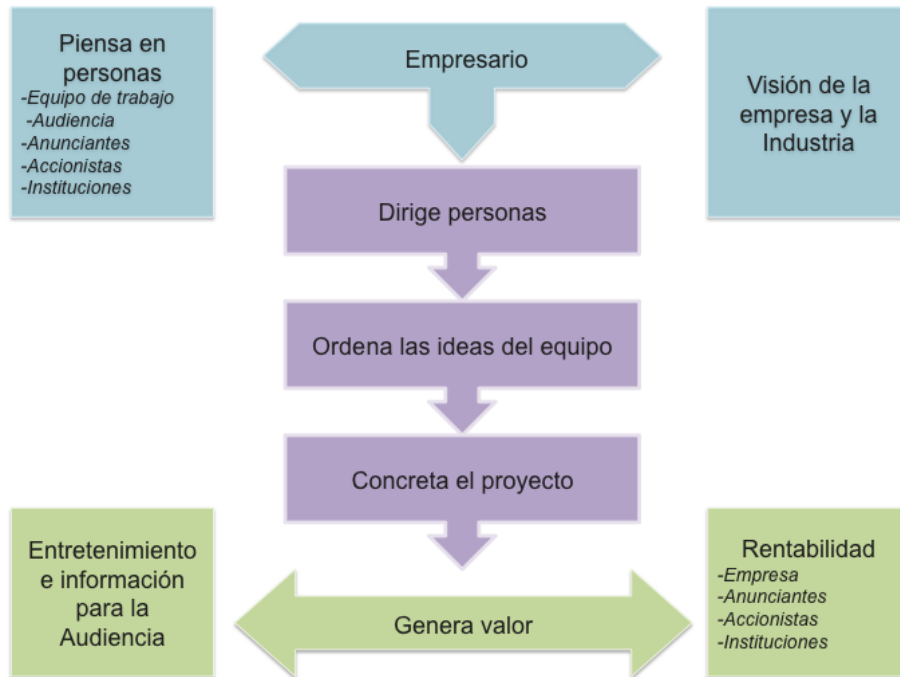 Piensa en
personas
-Equipo de trabajo
-Audiencia
-Anunciantes
-Accionistas
-Instituciones
Empresario
Visión de la
empresa y la
Industria
Dirige personas
Ordena las ideas del equipo
Concreta el proyecto
Entretenimiento
e información
para la
Audiencia
Genera valor
Rentabilidad
-Empresa
-Anunciantes
-Accionistas
-Instituciones